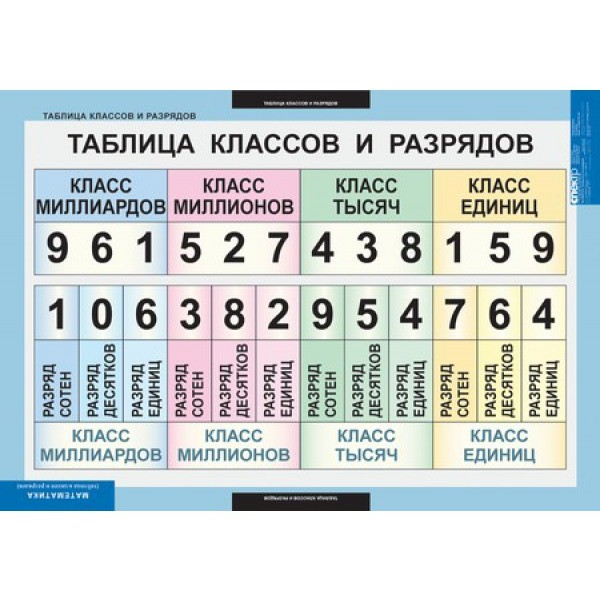 ТАБЛИЦА КЛАССОВ И РАЗРЯДОВ
ТАБЛИЦА КЛАССОВ И РАЗРЯДОВ
ТАБЛИЦА КЛАССОВ И РАЗРЯДОВ
КЛАСС МИЛЛИАРДОВ
КЛАСС МИЛЛИОНОВ
КЛАСС ТЫСЯЧ
КЛАСС ЕДИНИЦ
9 6 1 5 2 7 4 3 8 1 5 9
1 0 6 3 8 2 9 5 4 7 6 4
РАЗРЯД СОТЕН
РАЗРЯД ДЕСЯТКОВ
РАЗРЯД ЕДИНИЦ
РАЗРЯД СОТЕН
РАЗРЯД ДЕСЯТКОВ
РАЗРЯД ЕДИНИЦ
РАЗРЯД СОТЕН
РАЗРЯД ДЕСЯТКОВ
РАЗРЯД ЕДИНИЦ
РАЗРЯД СОТЕН
РАЗРЯД ДЕСЯТКОВ
РАЗРЯД ЕДИНИЦ
КЛАСС МИЛЛИАРДОВ
КЛАСС МИЛЛИОНОВ
КЛАСС ТЫСЯЧ
КЛАСС ЕДИНИЦ
МАТЕМАТИКА
(таблица классов и разрядов)
ТАБЛИЦА КЛАССОВ И РАЗРЯДОВ